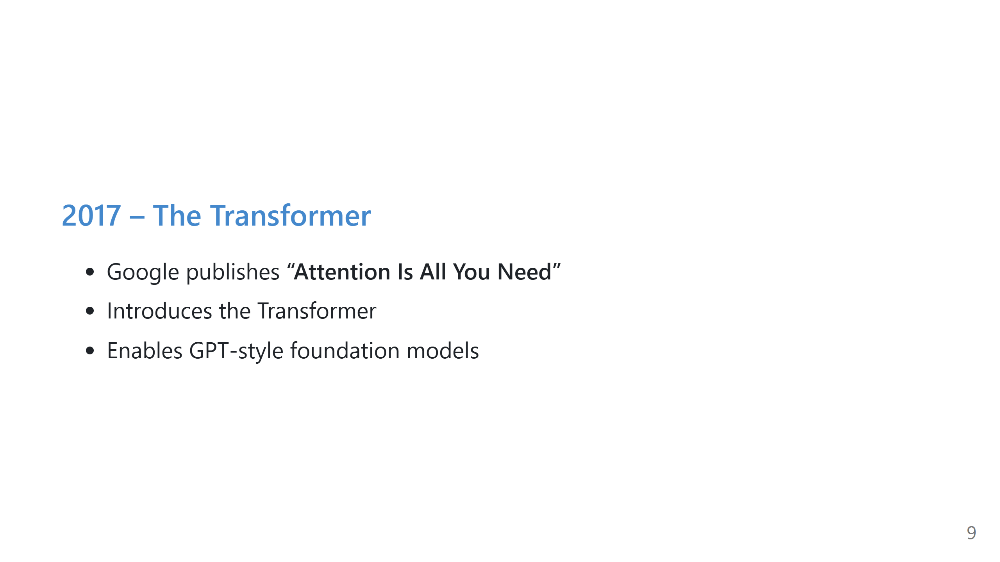 2017 – The Transformer
• Google publishes “Attention Is All You Need”
• Introduces the Transformer
• Enables GPT-style foundation models
9